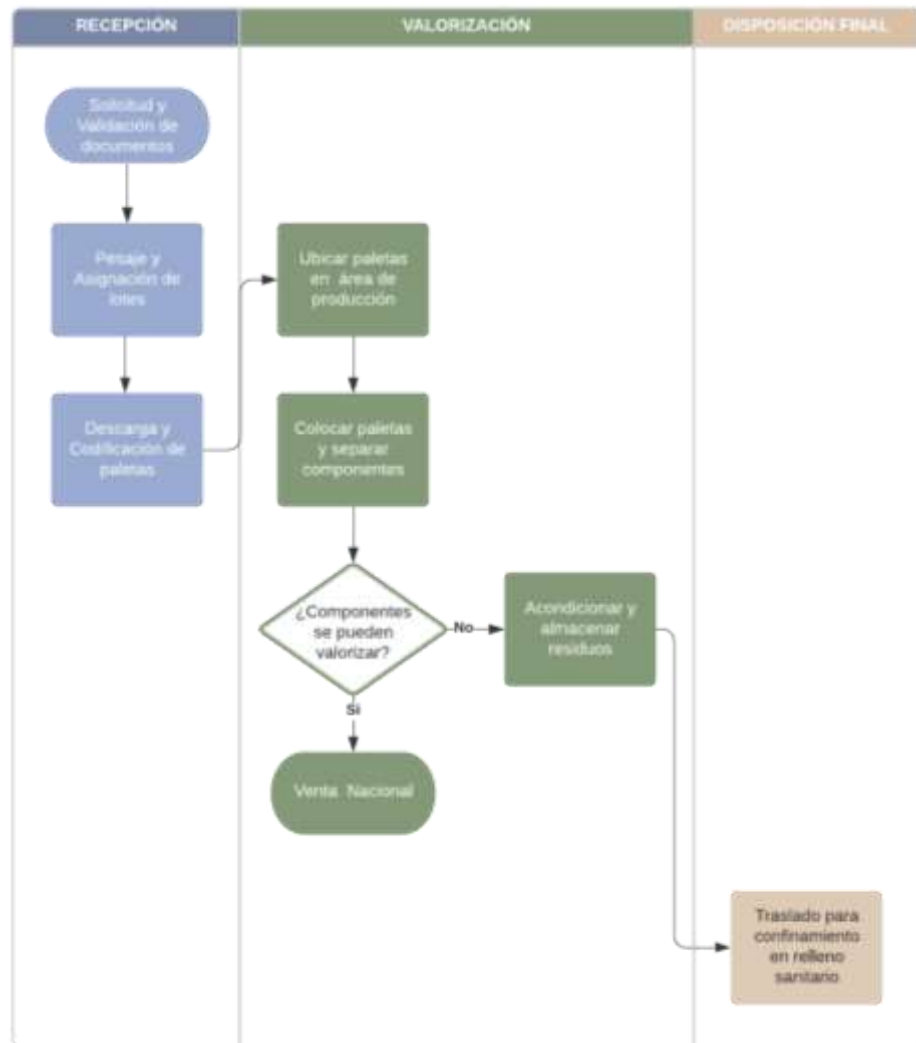 RECEPCIÓN
VALORIZACIÓN
DISPOSICIÓN FINAL
Solicitud y
Validación de
documentos
Pesaje y
Asignación de
lotes
Descarga y
Codificación de
paletas
Ubicar paletas
en área de
producción
Colocar paletas
y separar
componentes
¿Componentes
se pueden
valorizar?
No
Acondicionar y
almacenar
residuos
Si
Venta Nacional
Traslado para
confinamiento
en relleno
sanitario